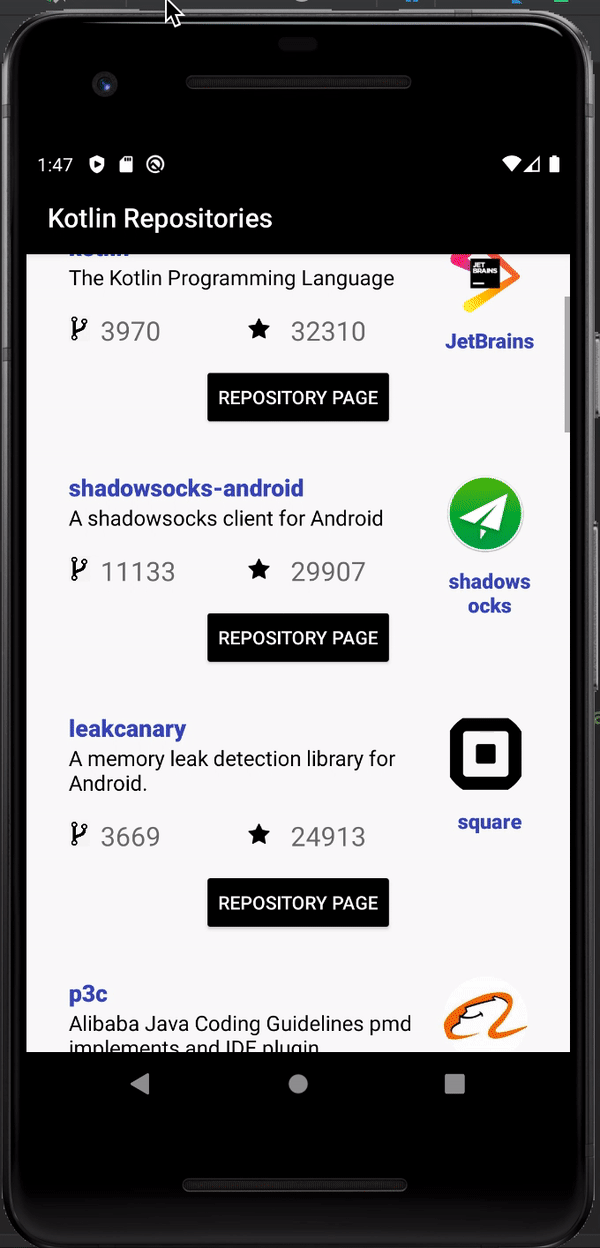 1:47
Kotlin Repositories
kotlin
The Kotlin Programming Language
JET
BRAINS
3970
32310
JetBrains
REPOSITORY PAGE
shadowsocks-android
A shadowsocks client for Android
11133
29907
shadows
ocks
REPOSITORY PAGE
leakcanary
A memory leak detection library for
Android.
3669
24913
square
REPOSITORY PAGE
p3c
Alibaba Java Coding Guidelines pmd
implements and IDE plugin